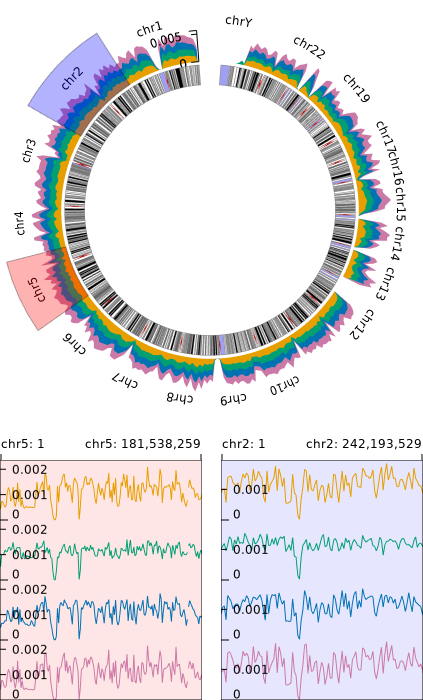 chrY
chr1
0.005
0
chr22
chr2
chr19
chr17
chr16
chr3
chr15
chr4
chr14
chr13
chr5
chr12
chr6
chr7
chr10
chr8
chr9
chr5: 1 chr5: 181,538,259 chr2: 1 chr2: 242,193,529
0.002
0.001 0.001
0 0
0.002
0.001 0.001
0 0
0.002
0.001 0.001
0 0
0.002
0.001 0.001
0 0